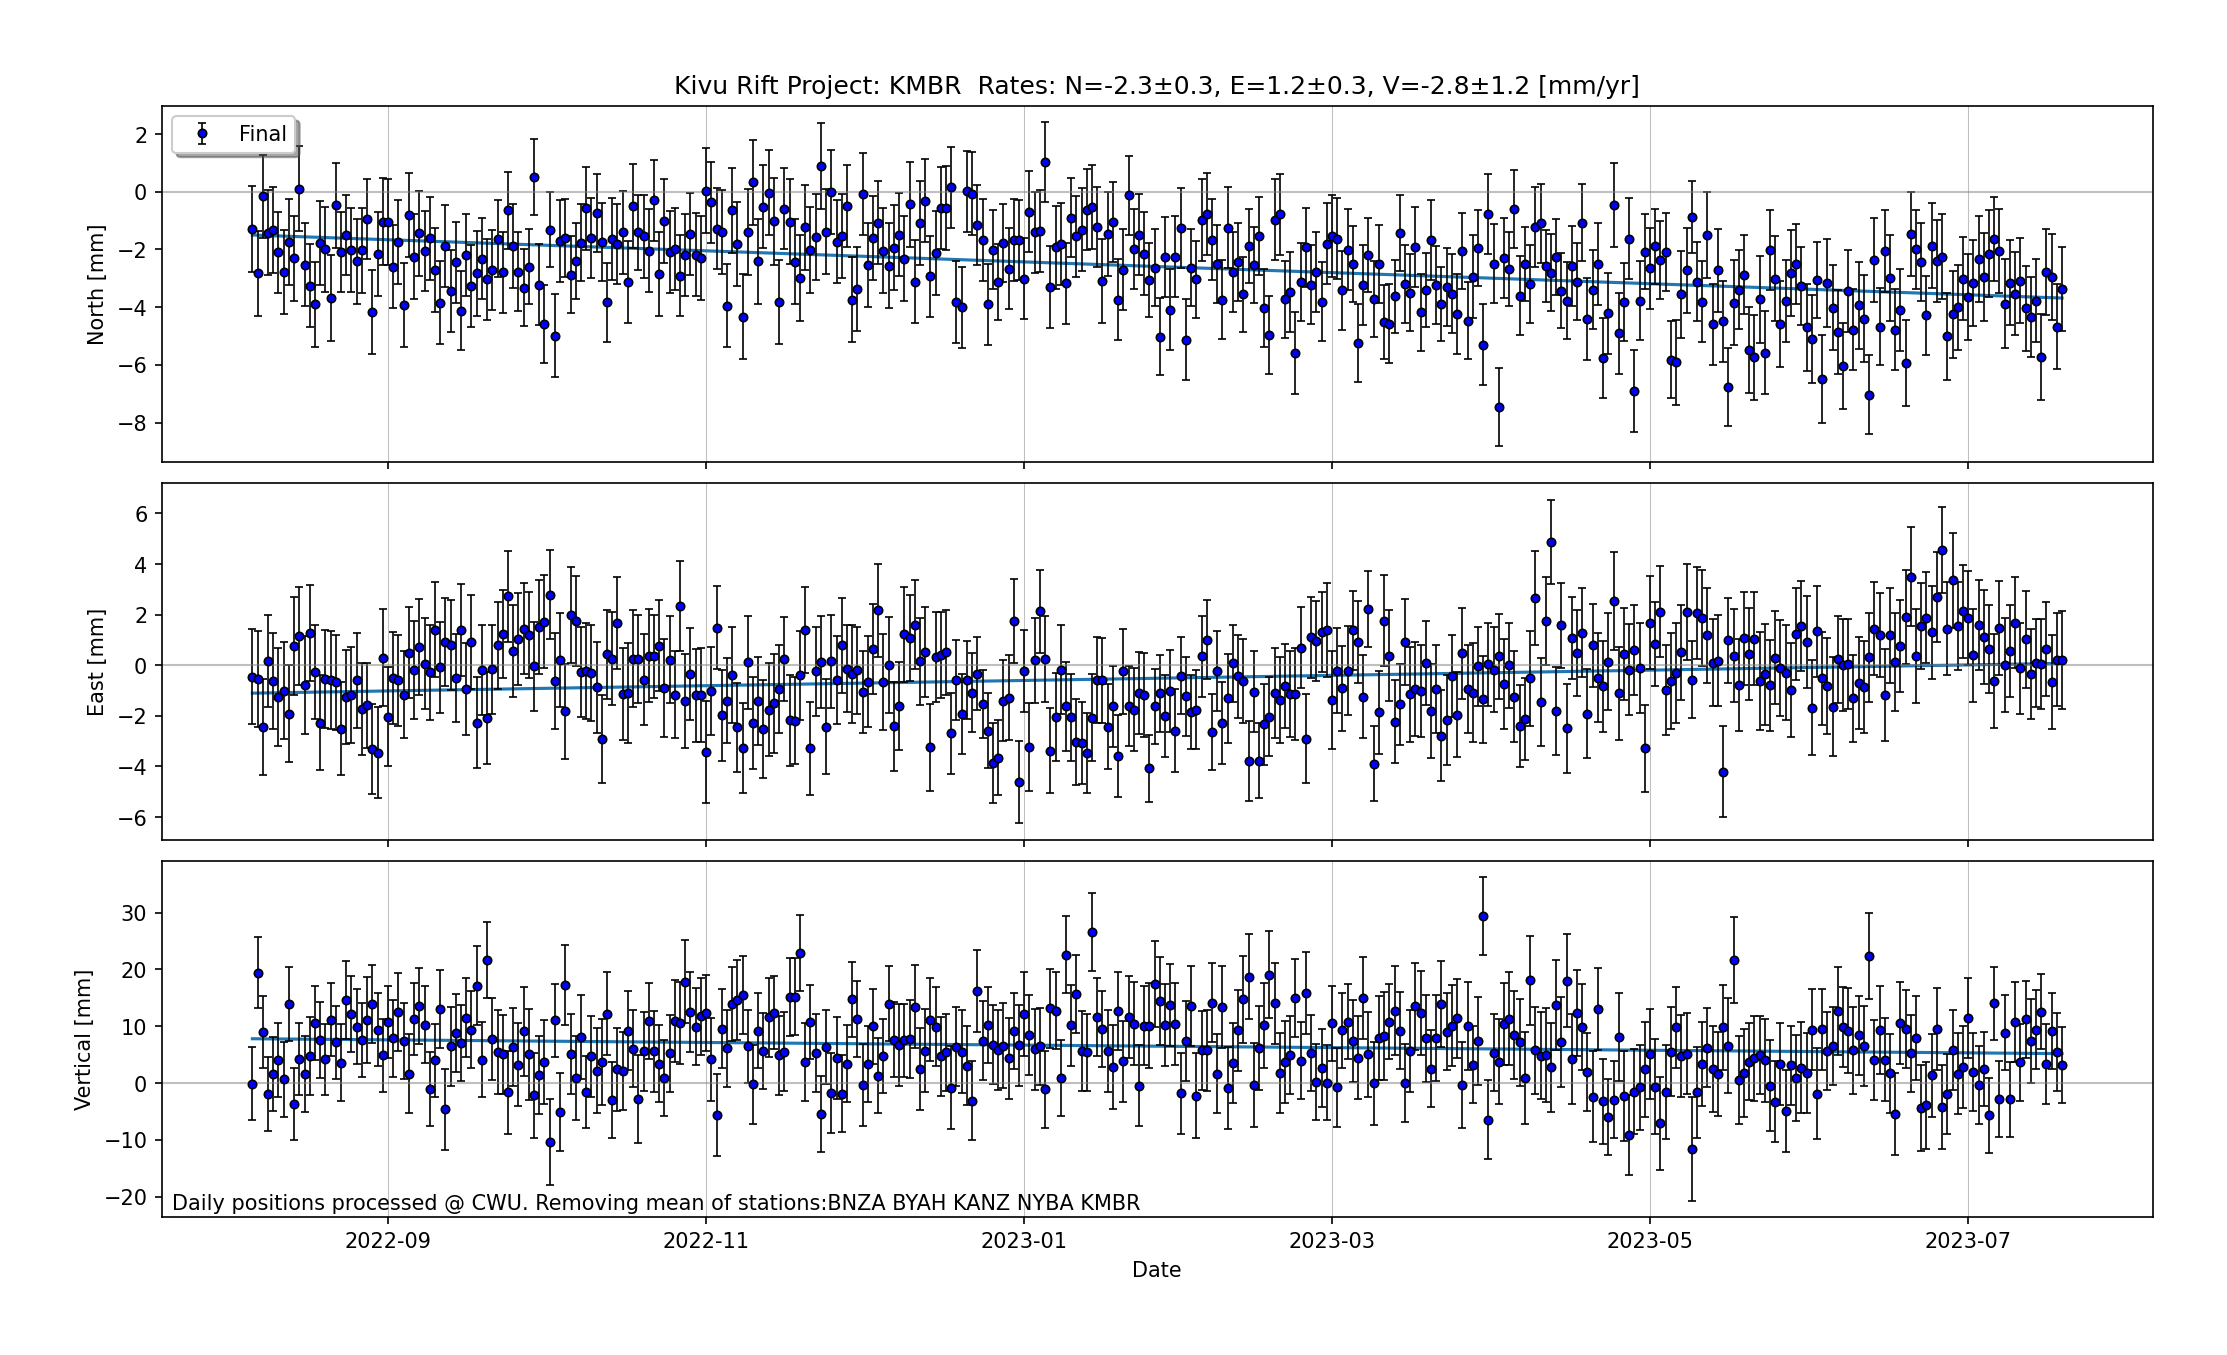 Kivu Rift Project: KMBR  Rates: N=-2.3±0.3, E=1.2±0.3, V=-2.8±1.2 [mm/yr]
Final
North [mm]
2
0
−2
−4
−6
−8
East [mm]
6
4
2
0
−2
−4
−6
Vertical [mm]
30
20
10
0
−10
−20
Daily positions processed @ CWU. Removing mean of stations:BNZA BYAH KANZ NYBA KMBR
2022-09 2022-11 2023-01 2023-03 2023-05 2023-07
Date